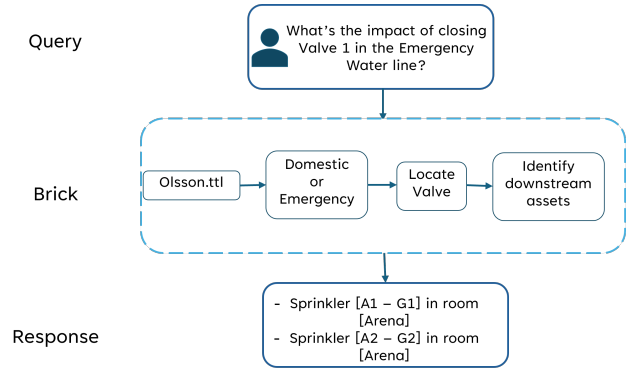 Query
What's the impact of closing
Valve 1 in the Emergency
Water line?
Brick
Olsson.ttl
Domestic
or
Emergency
Locate
Valve
Identify
downstream
assets
Response
- Sprinkler [A1 – G1] in room
[Arena]
- Sprinkler [A2 – G2] in room
[Arena]